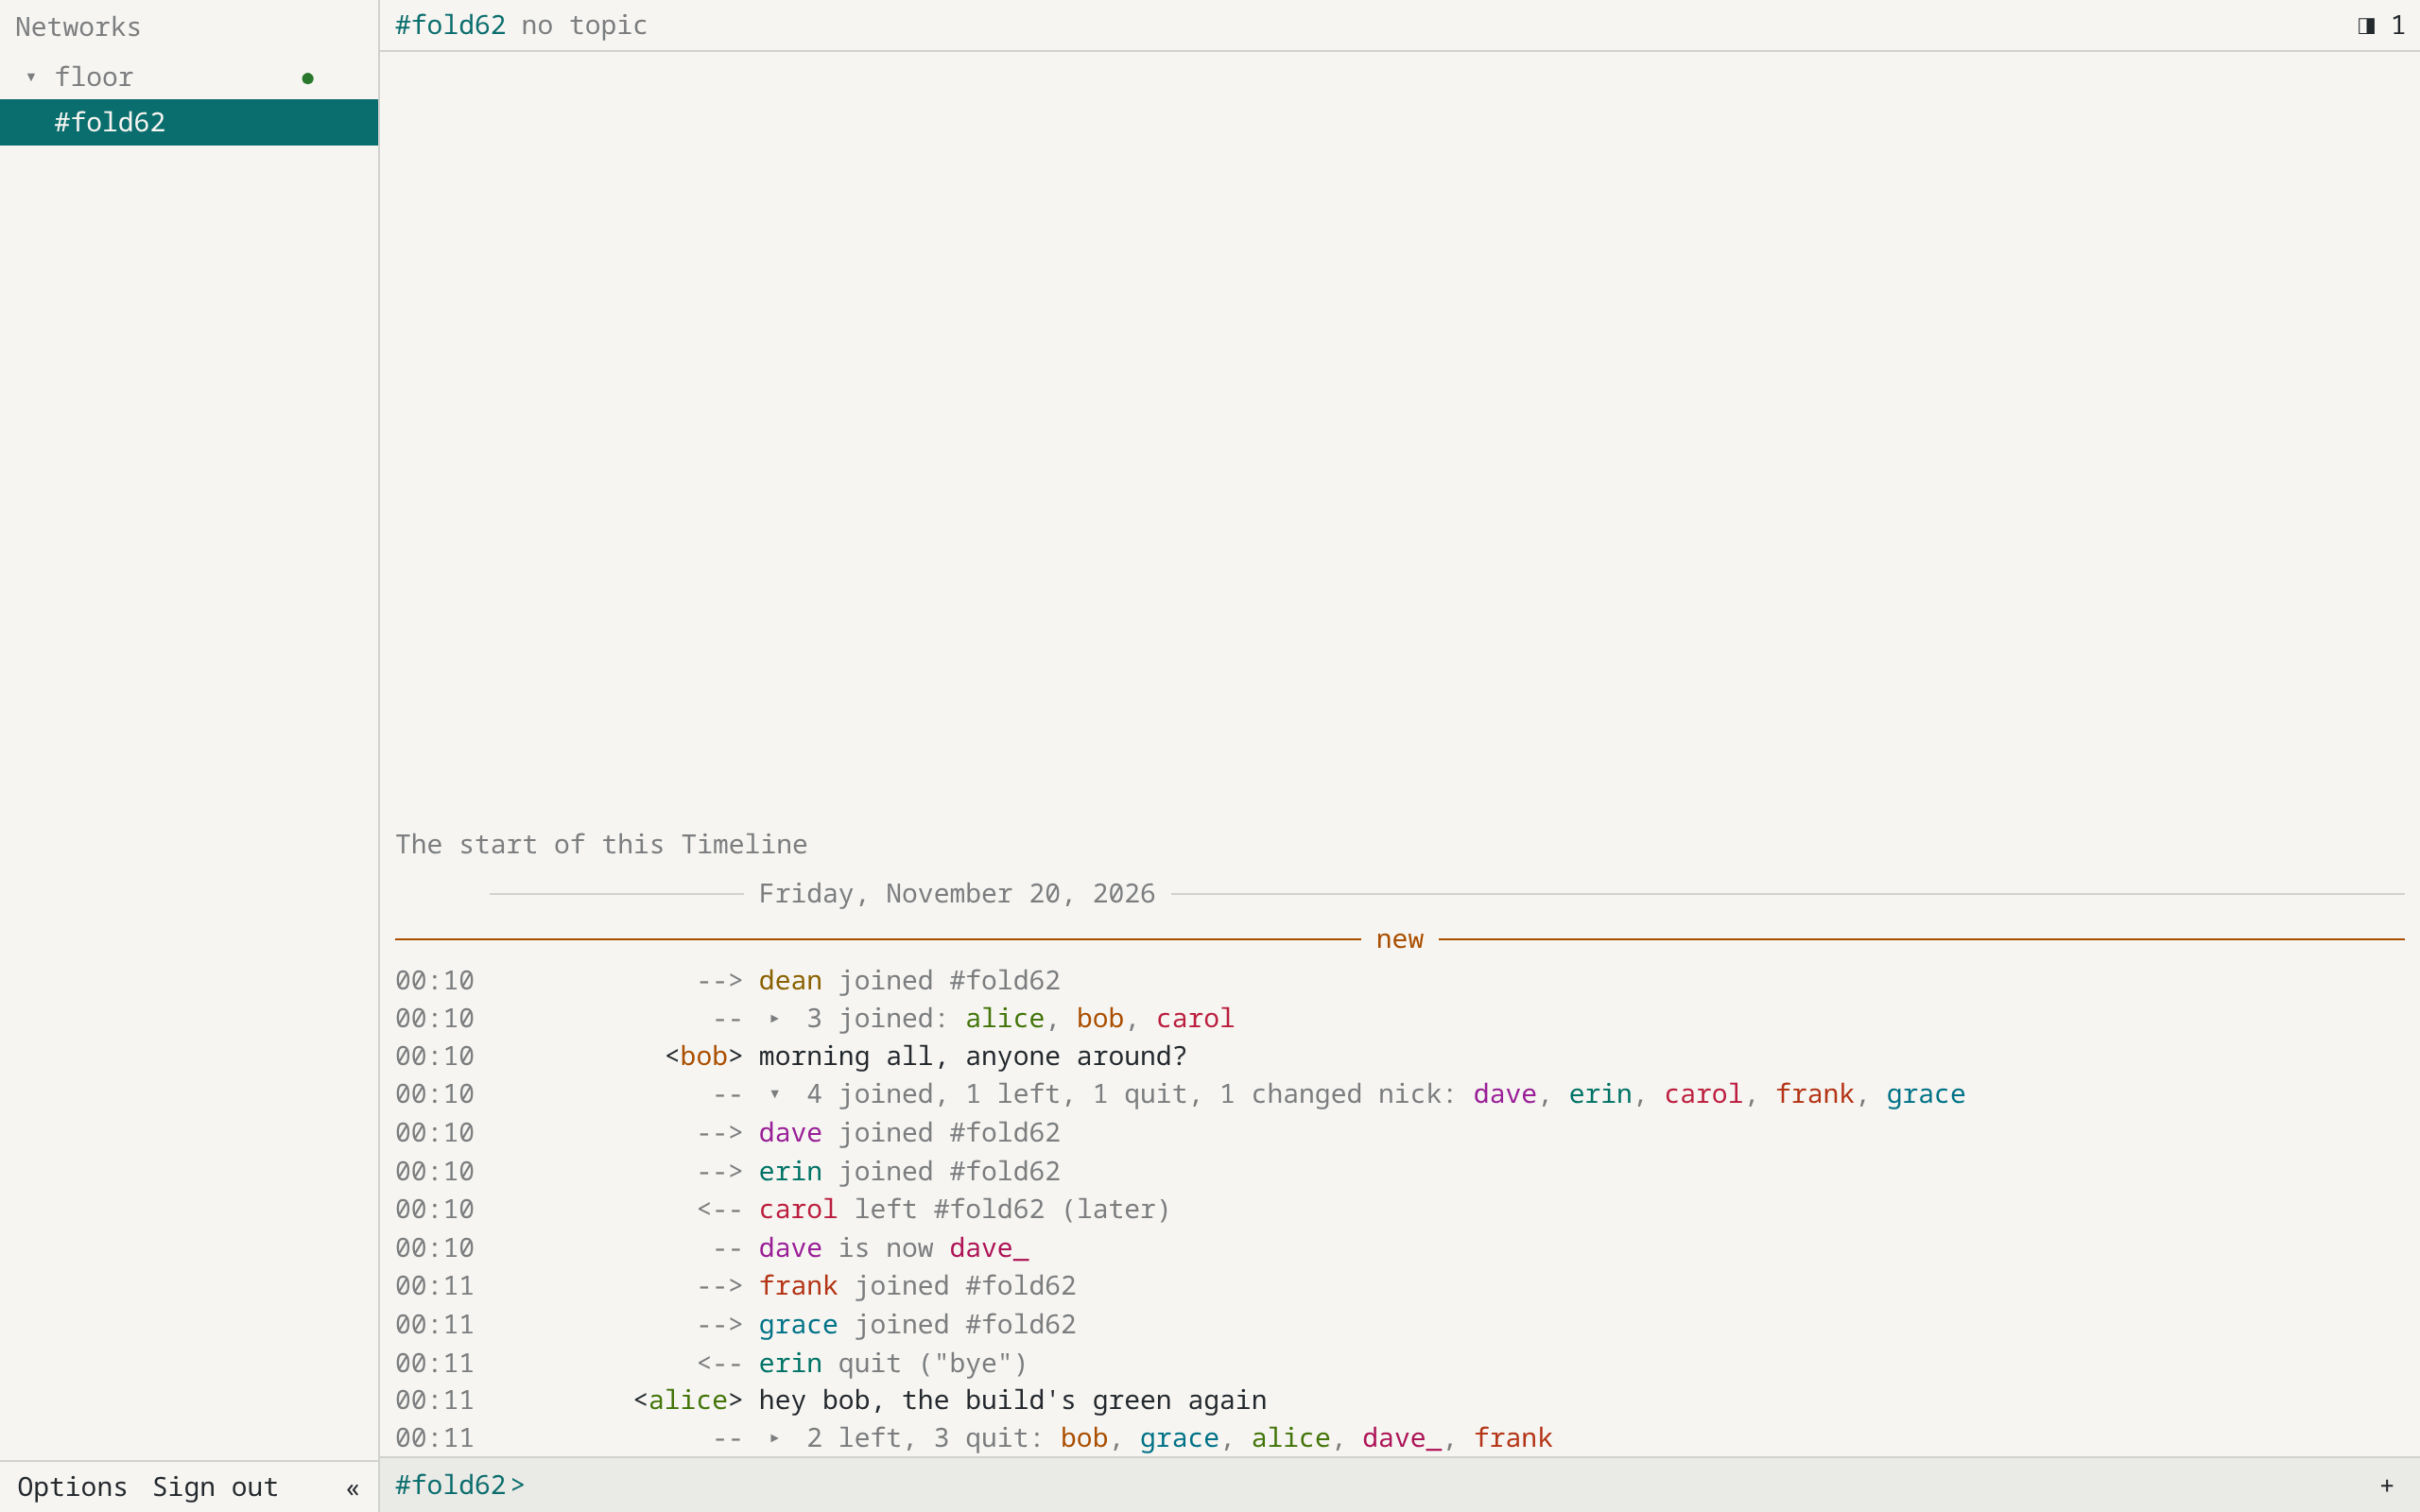 Networks
▾ floor ●
#fold62
Options Sign out «
#fold62 no topic ◨ 1
The start of this Timeline
Friday, November 20, 2026
new
00:10 --> dean joined #fold62
00:10 -- ▸ 3 joined: alice, bob, carol
00:10 <bob> morning all, anyone around?
00:10 -- ▾ 4 joined, 1 left, 1 quit, 1 changed nick: dave, erin, carol, frank, grace
00:10 --> dave joined #fold62
00:10 --> erin joined #fold62
00:10 <-- carol left #fold62 (later)
00:10 -- dave is now dave_
00:11 --> frank joined #fold62
00:11 --> grace joined #fold62
00:11 <-- erin quit ("bye")
00:11 <alice> hey bob, the build's green again
00:11 -- ▸ 2 left, 3 quit: bob, grace, alice, dave_, frank
#fold62> +